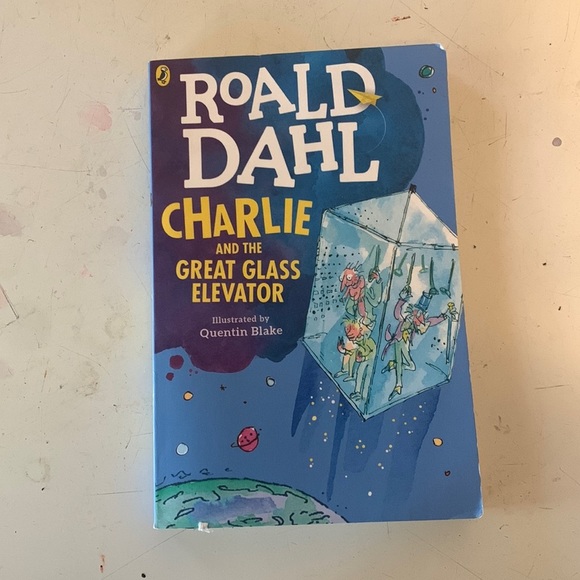 ROALD
DAHL
CHARLIE
AND THE
GREAT GLASS
ELEVATOR
Illustrated by
Quentin Blake